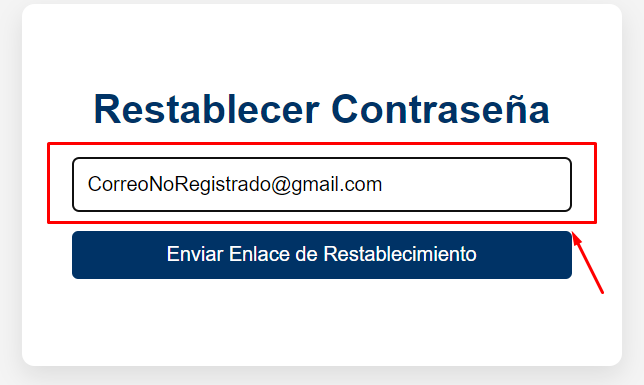 Restablecer Contraseña
CorreoNoRegistrado@gmail.com
Enviar Enlace de Restablecimiento